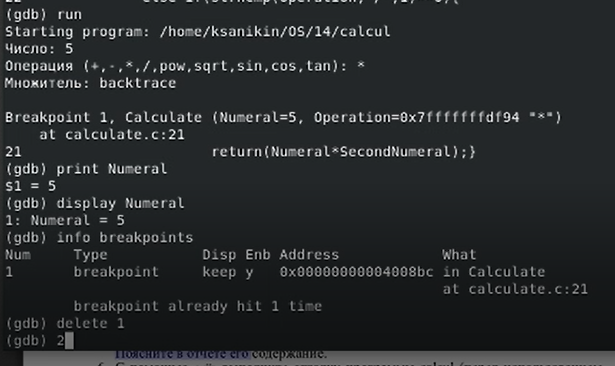 (gdb) run
Starting program: /home/ksanikin/OS/14/calcul
Число: 5
Операция (+,-,*,/,pow,sqrt,sin,cos,tan): *
Множитель: backtrace
Breakpoint 1, Calculate (Numeral=5, Operation=0x7fffffffdf94 "*")
at calculate.c:21
21 return(Numeral*SecondNumeral);}
(gdb) print Numeral
$1 = 5
(gdb) display Numeral
1: Numeral = 5
(gdb) info breakpoints
Num Type Disp Enb Address What
1 breakpoint keep y 0x00000000004008bc in Calculate
at calculate.c:21
breakpoint already hit 1 time
(gdb) delete 1
(gdb) 2
Поясните в отчёте его содержание.